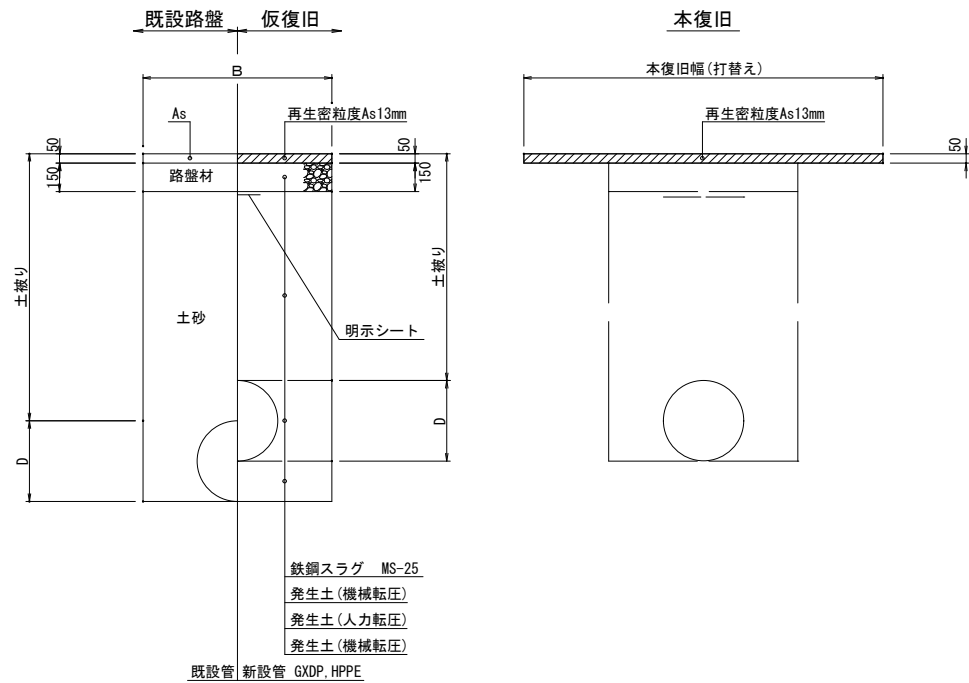 既設路盤
仮復旧
本復旧
B
本復旧幅(打替え)
As
再生密粒度As13mm
再生密粒度As13mm
50
150
50
150
50
路盤材
土被り
土被り
土砂
明示シート
D
D
鉄鋼スラグ MS-25
発生土(機械転圧)
発生土(人力転圧)
発生土(機械転圧)
既設管 新設管 GXDP,HPPE